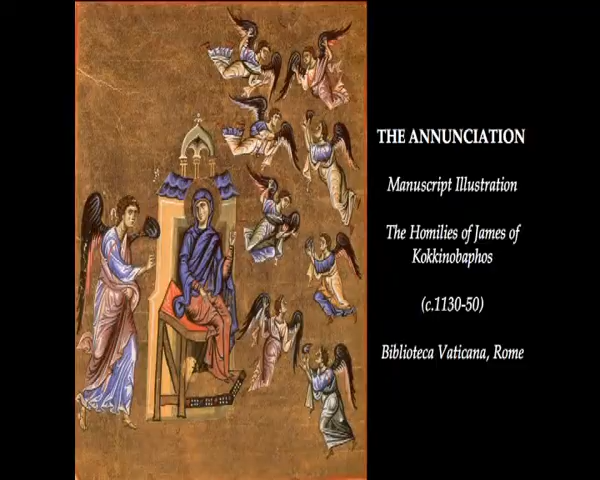 THE ANNUNCIATION
Manuscript Illustration
The Homilies of James of
Kokkinobaphos
(c.1130-50)
Biblioteca Vaticana, Rome